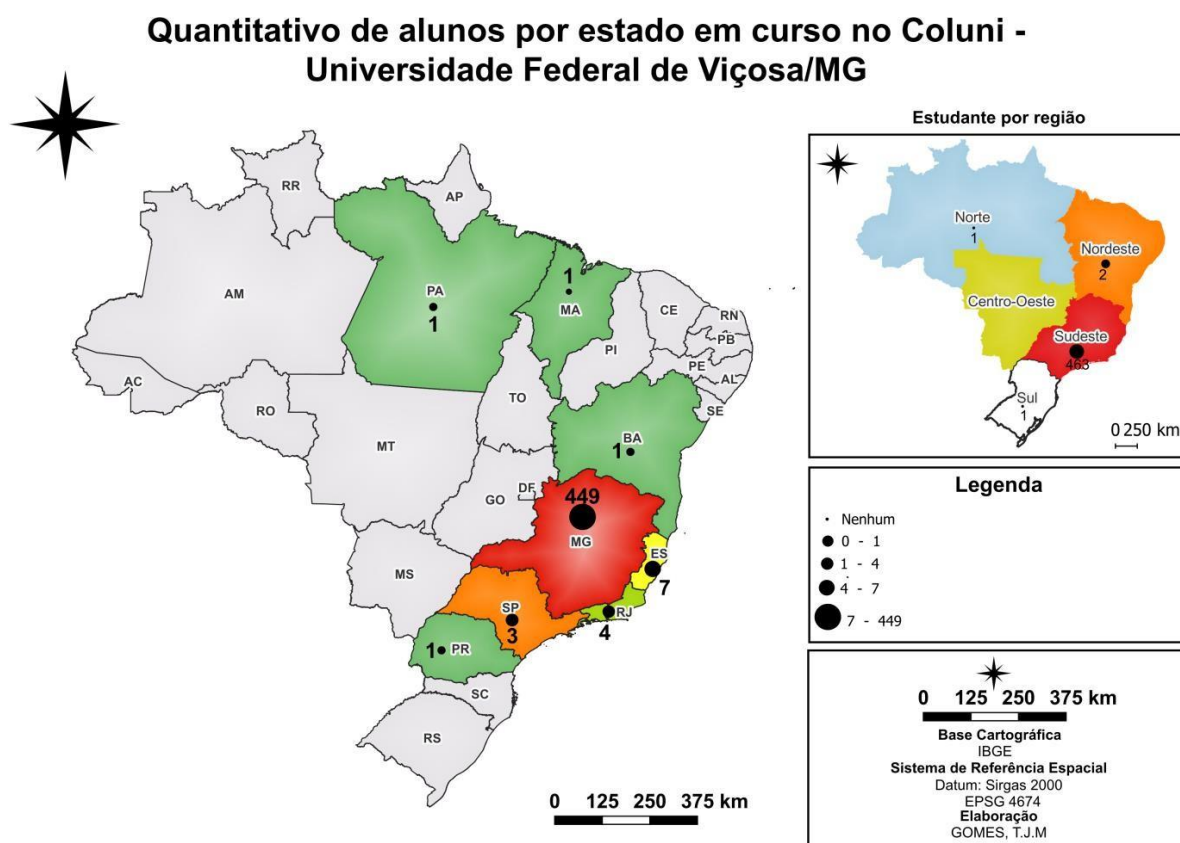 Quantitativo de alunos por estado em curso no Coluni -
Universidade Federal de Viçosa/MG
RR
AP
AM
PA
1
1
MA
CE
RN
PB
PI
PE
AL
SE
AC
RO
TO
MT
BA
1
DF
GO
449
MG
ES
7
MS
SP
3
RJ
4
1
PR
SC
RS
0 125 250 375 km
Estudante por região
Norte
1
Nordeste
2
Centro-Oeste
Sudeste
463
Sul
1
0 250 km
Legenda
Nenhum
0 - 1
1 - 4
4 - 7
7 - 449
0 125 250 375 km
Base Cartográfica
IBGE
Sistema de Referência Espacial
Datum: Sirgas 2000
EPSG 4674
Elaboração
GOMES, T.J.M